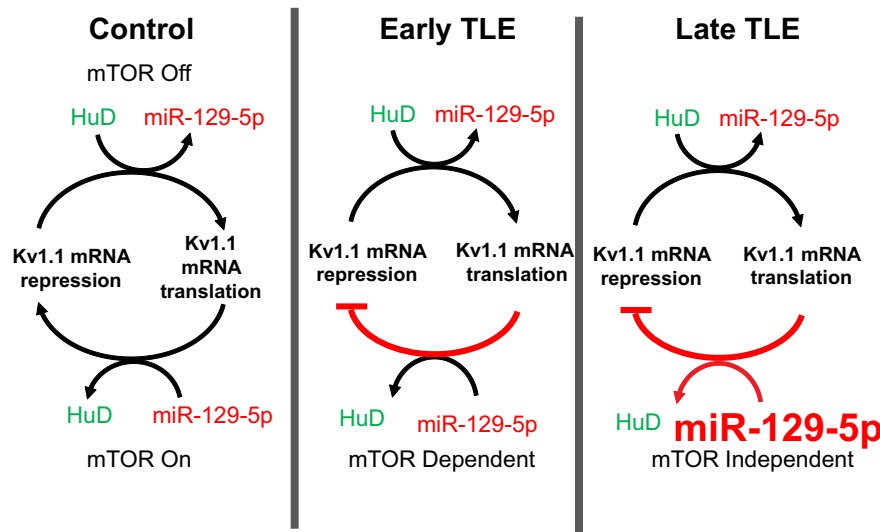 Control
mTOR Off
HuD miR-129-5p
Kv1.1 mRNA
repression
Kv1.1
mRNA
translation
HuD miR-129-5p
mTOR On
Early TLE
HuD miR-129-5p
Kv1.1 mRNA
repression
Kv1.1 mRNA
translation
HuD miR-129-5p
mTOR Dependent
Late TLE
HuD miR-129-5p
Kv1.1 mRNA
repression
Kv1.1 mRNA
translation
HuD miR-129-5p
mTOR Independent